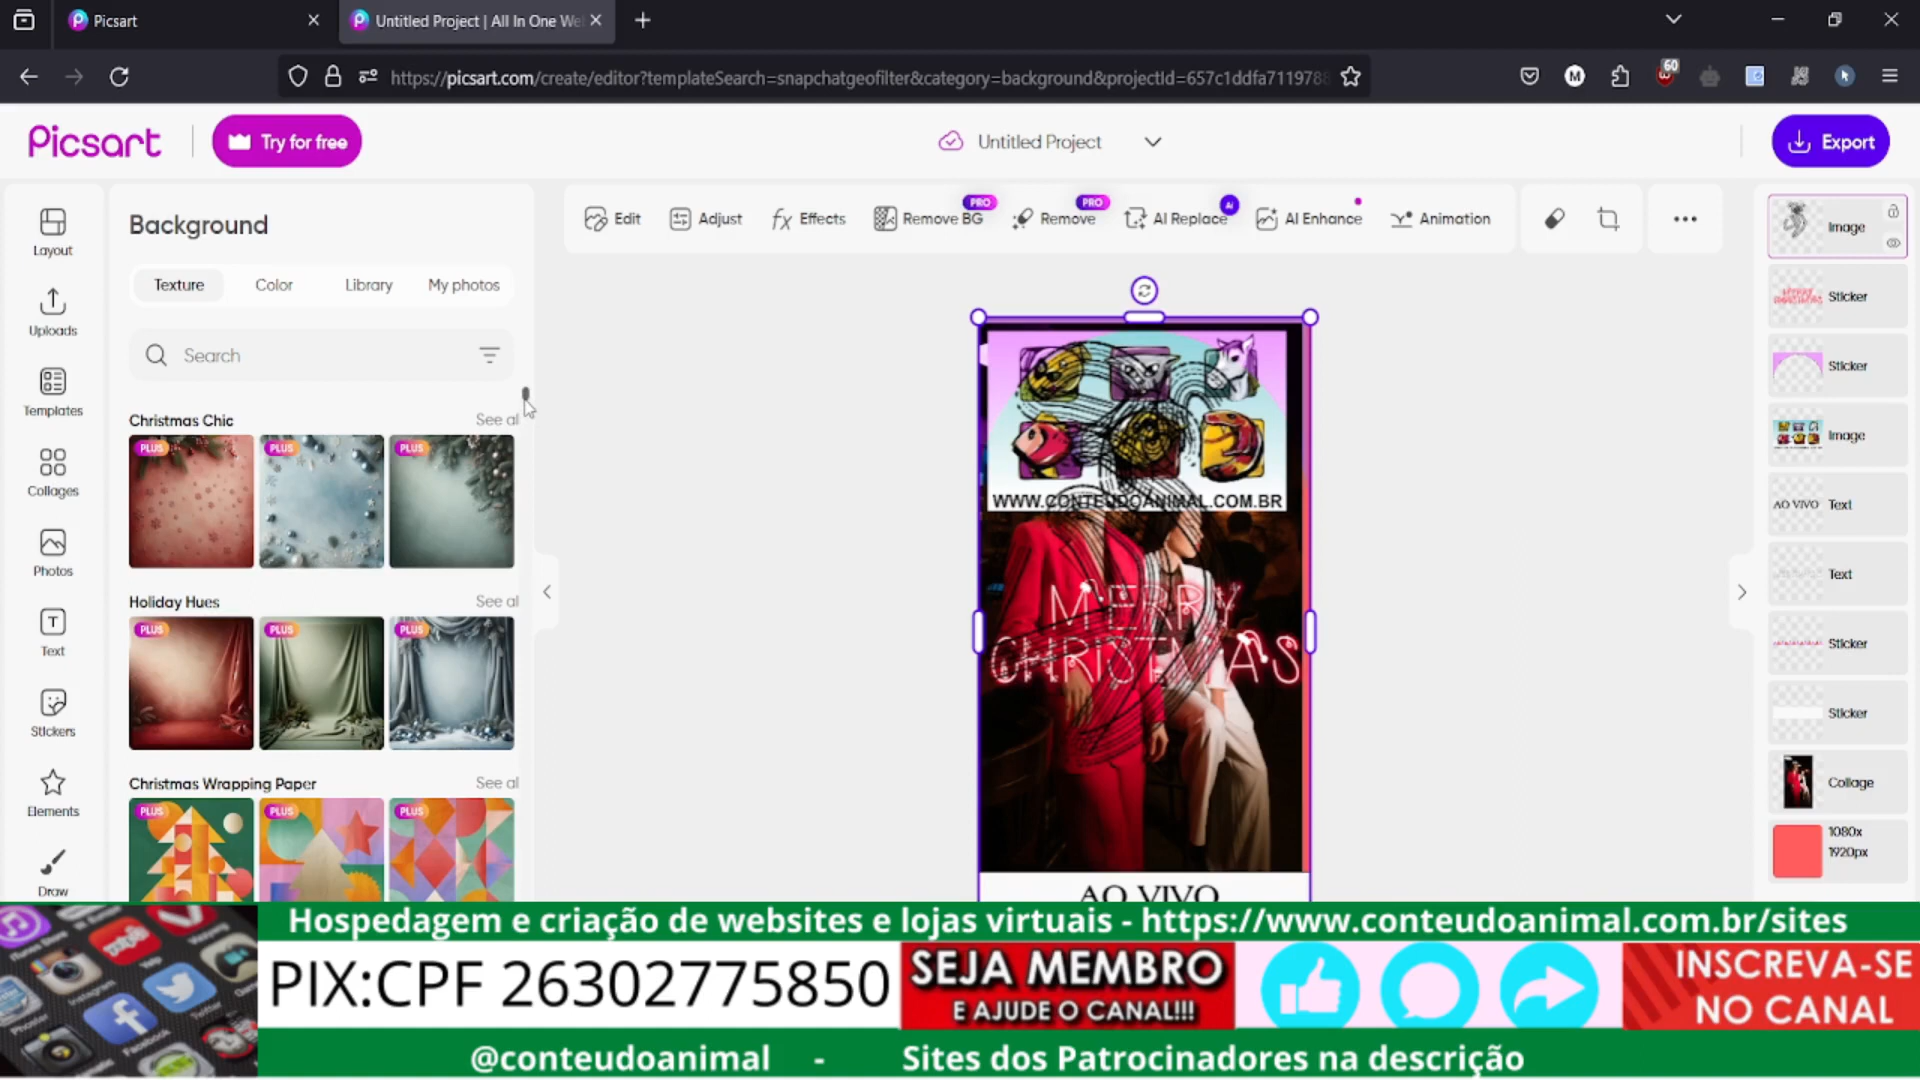 Picsart
Untitled Project | All In One We
60
M
https://picsart.com/create/editor?templateSearch=snapchatgeofilter&category=background&projectId=657c1ddfa7119788
Picsart
Try for free
Untitled Project
Export
Layout
Uploads
Templates
Collages
Photos
Text
Stickers
Elements
Draw
Background
Texture
Color
Library
My photos
Search
Christmas Chic
See al
PLUS
PLUS
PLUS
Holiday Hues
See al
PLUS
PLUS
PLUS
Christmas Wrapping Paper
See al
PLUS
PLUS
PLUS
Edit
Adjust
Effects
Remove BG
PRO
Remove
PRO
AI Replace
Ai
AI Enhance
Animation
WWW.CONTEUDOANIMAL.COM.BR
MERRY
CHRISTMAS
AO VIVO
Image
Sticker
Sticker
Image
AO VIVO
Text
Text
Sticker
Sticker
Collage
1080x
1920px
Hospedagem e criação de websites e lojas virtuais - https://www.conteudoanimal.com.br/sites
PIX:CPF 26302775850
SEJA MEMBRO
E AJUDE O CANAL!!!
INSCREVA-SE
NO CANAL
@conteudoanimal - Sites dos Patrocinadores na descrição